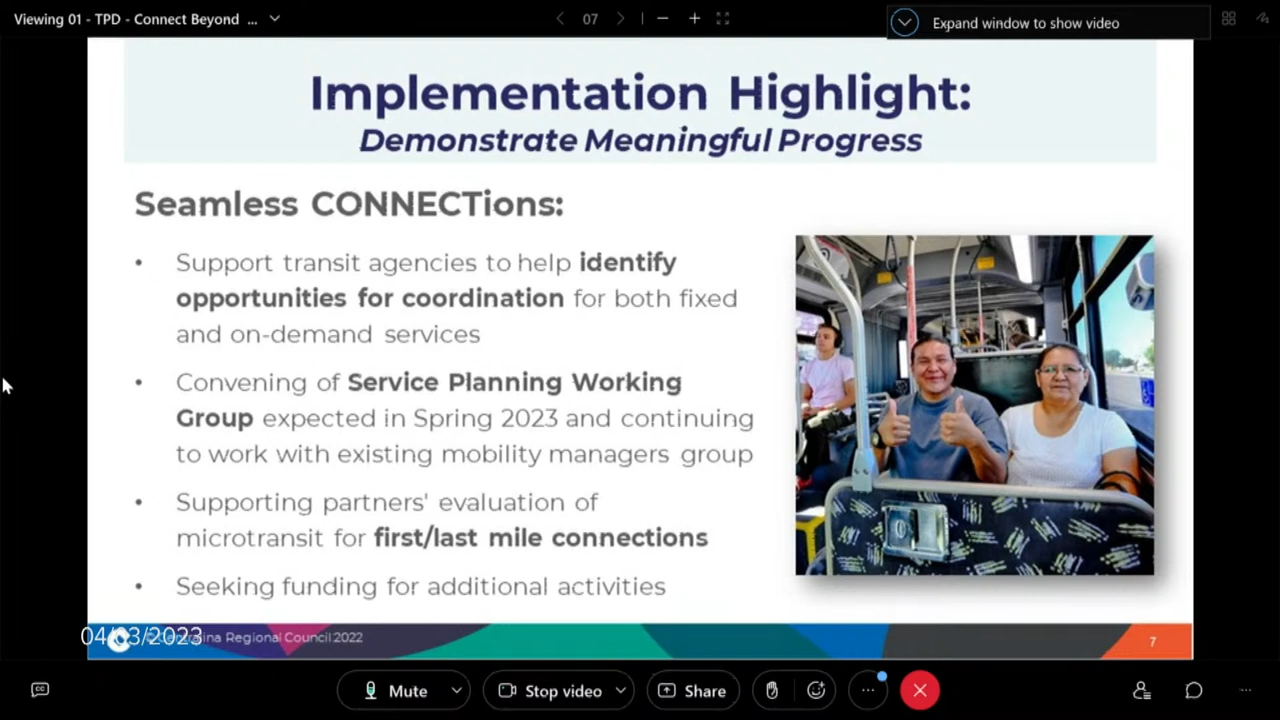 Viewing 01 - TPD - Connect Beyond ...
07
Expand window to show video
Implementation Highlight:
Demonstrate Meaningful Progress
Seamless CONNECTions:
• Support transit agencies to help identify
opportunities for coordination for both fixed
and on-demand services
• Convening of Service Planning Working
Group expected in Spring 2023 and continuing
to work with existing mobility managers group
• Supporting partners' evaluation of
microtransit for first/last mile connections
• Seeking funding for additional activities
04/03/2023
Regional Council 2022
7
CC
Mute
Stop video
Share